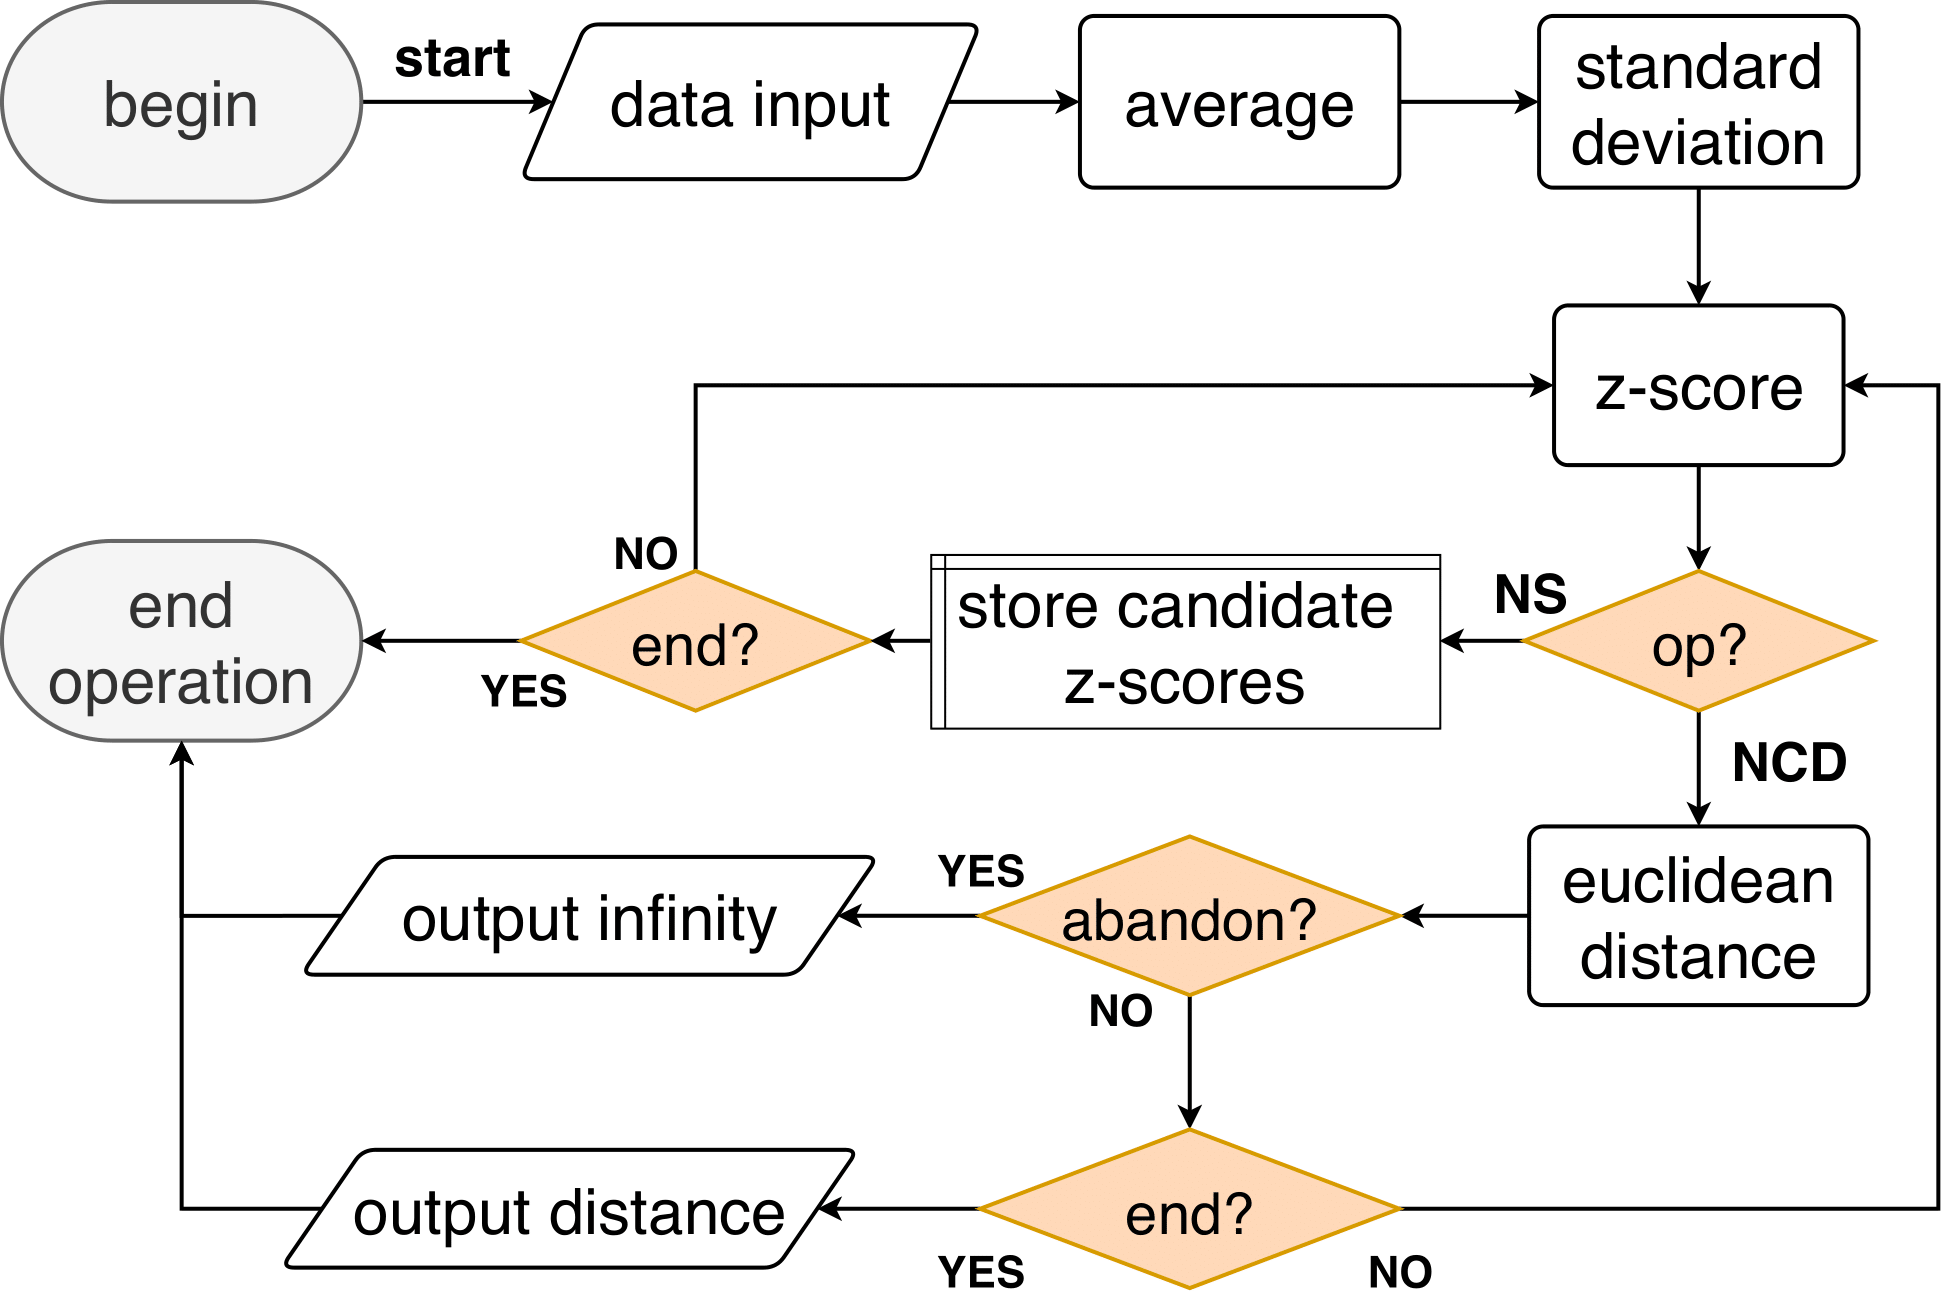 begin
start
data input
average
standard
deviation
z-score
NO
end
operation
YES
end?
store candidate
z-scores
NS
op?
NCD
output infinity
YES
abandon?
NO
euclidean
distance
output distance
YES
end?
NO